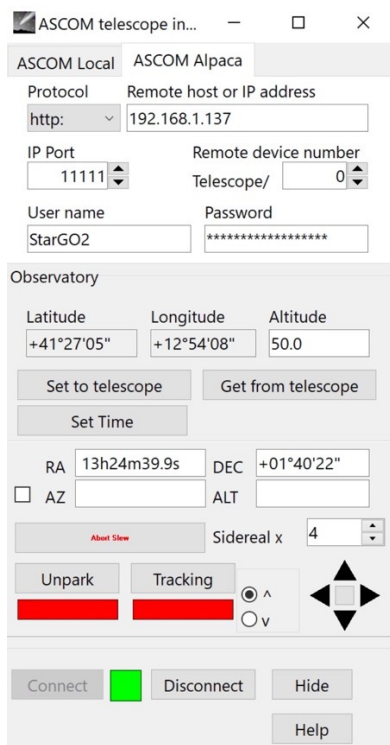 ASCOM telescope in...
ASCOM Local ASCOM Alpaca
Protocol Remote host or IP address
http: 192.168.1.137
IP Port Remote device number
11111 Telescope/ 0
User name Password
StarGO2 ******************
Observatory
Latitude Longitude Altitude
+41°27'05" +12°54'08" 50.0
Set to telescope Get from telescope
Set Time
RA 13h24m39.9s DEC +01°40'22"
AZ ALT
Abort Slew Sidereal x 4
Unpark Tracking
^
v
Connect Disconnect Hide
Help